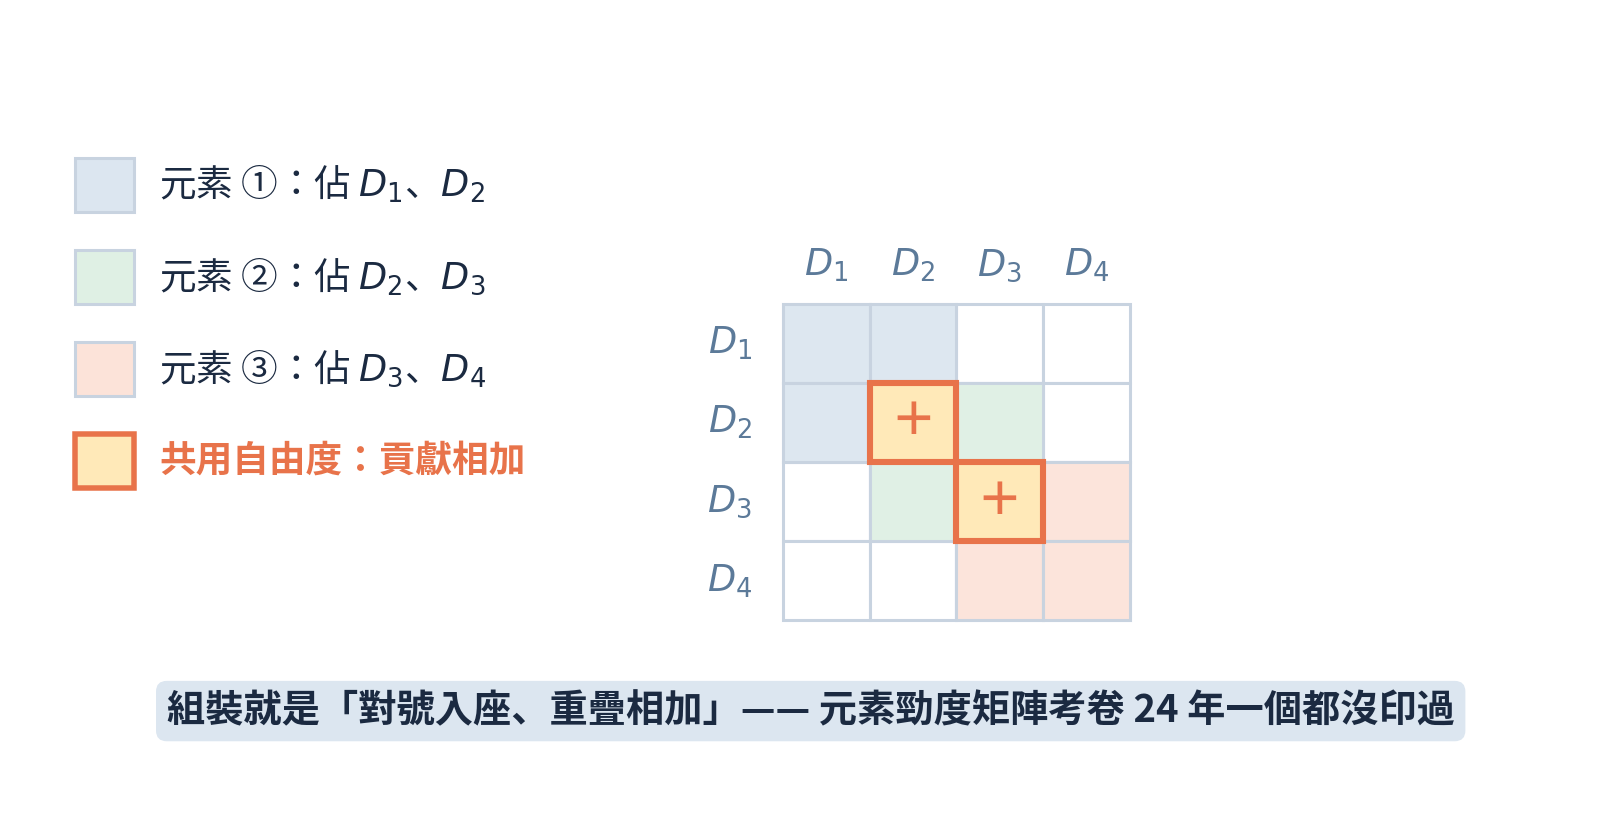 元素 ①：佔 D₁、D₂
元素 ②：佔 D₂、D₃
元素 ③：佔 D₃、D₄
共用自由度：貢獻相加
D₁ D₂ D₃ D₄
D₁
D₂ +
D₃ +
D₄
組裝就是「對號入座、重疊相加」—— 元素勁度矩陣考卷 24 年一個都沒印過